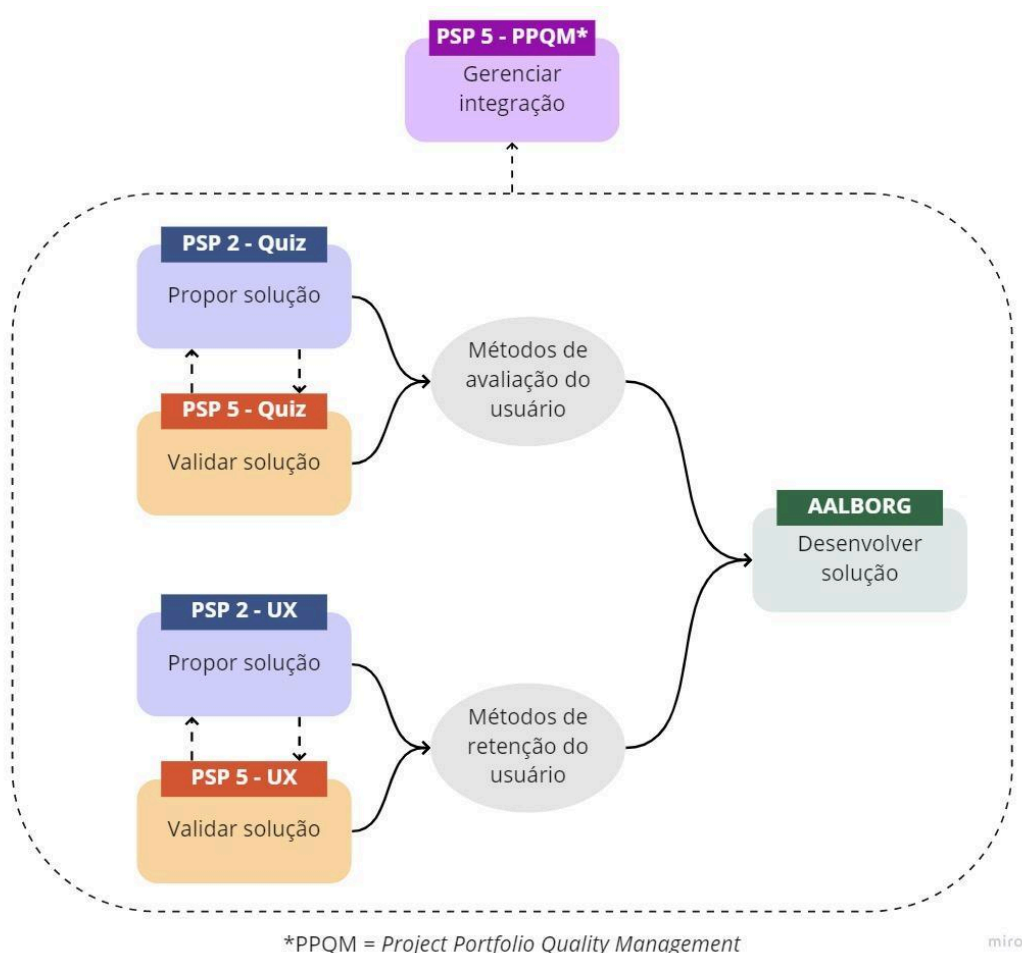 PSP 5 - PPQM*
Gerenciar
integração
PSP 2 - Quiz
Propor solução
PSP 5 - Quiz
Validar solução
Métodos de
avaliação do
usuário
AALBORG
Desenvolver
solução
PSP 2 - UX
Propor solução
PSP 5 - UX
Validar solução
Métodos de
retenção do
usuário
*PPQM = Project Portfolio Quality Management
miro